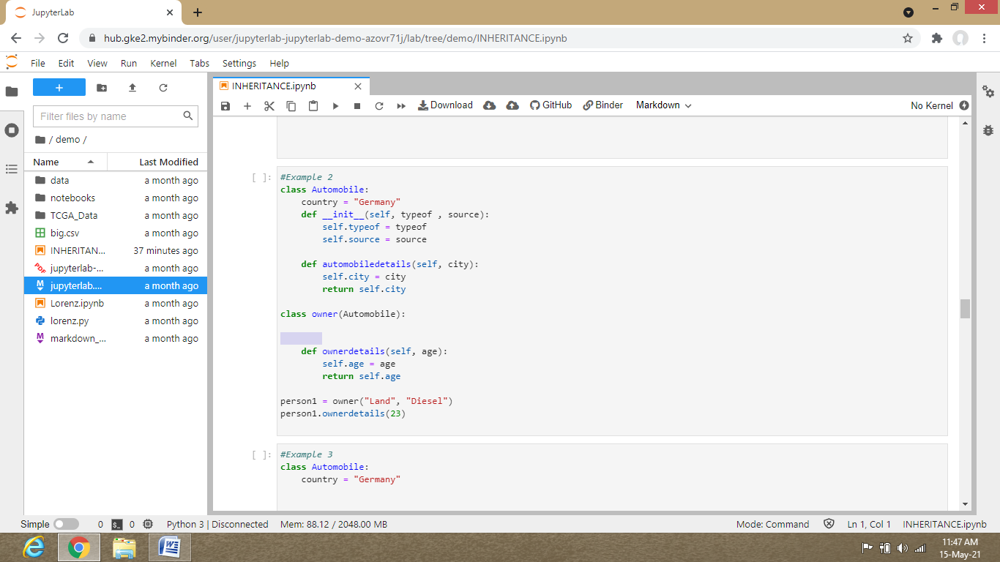 JupyterLab
hub.gke2.mybinder.org/user/jupyterlab-jupyterlab-demo-azovr71j/lab/tree/demo/INHERITANCE.ipynb
File Edit View Run Kernel Tabs Settings Help
Filter files by name
/ demo /
Name Last Modified
data a month ago
notebooks a month ago
TCGA_Data a month ago
big.csv a month ago
INHERITAN... 37 minutes ago
jupyterlab-... a month ago
jupyterlab.... a month ago
Lorenz.ipynb a month ago
lorenz.py a month ago
markdown_... a month ago
INHERITANCE.ipynb
Download GitHub Binder Markdown No Kernel
[ ]: #Example 2
class Automobile:
    country = "Germany"
    def __init__(self, typeof , source):
        self.typeof = typeof
        self.source = source
    def automobiledetails(self, city):
        self.city = city
        return self.city
class owner(Automobile):
    def ownerdetails(self, age):
        self.age = age
        return self.age
person1 = owner("Land", "Diesel")
person1.ownerdetails(23)
[ ]: #Example 3
class Automobile:
    country = "Germany"
Simple 0 $_ 0 Python 3 | Disconnected Mem: 88.12 / 2048.00 MB Mode: Command Ln 1, Col 1 INHERITANCE.ipynb
11:47 AM
15-May-21